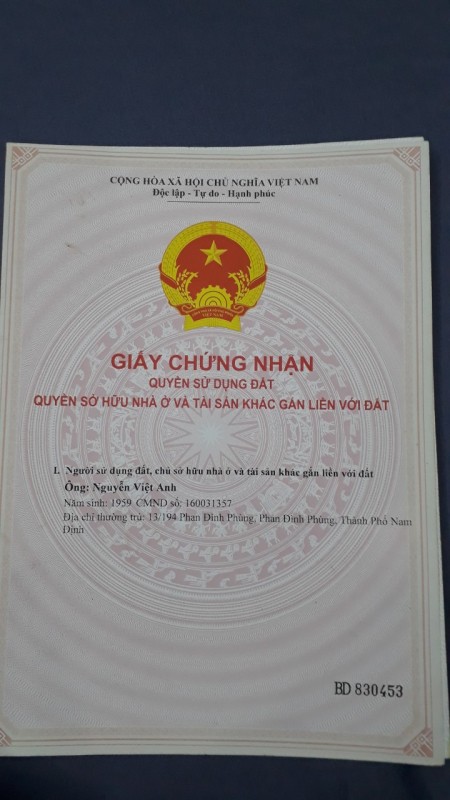 CỘNG HÒA XÃ HỘI CHỦ NGHĨA VIỆT NAM
Độc lập - Tự do - Hạnh phúc
VIỆT NAM
GIẤY CHỨNG NHẬN
QUYỀN SỬ DỤNG ĐẤT
QUYỀN SỞ HỮU NHÀ Ở VÀ TÀI SẢN KHÁC GẮN LIỀN VỚI ĐẤT
I. Người sử dụng đất, chủ sở hữu nhà ở và tài sản khác gắn liền với đất
Ông: Nguyễn Việt Anh
Năm sinh: 1959 CMND số: 160031357
Địa chỉ thường trú: 13/194 Phan Đình Phùng, Phan Đình Phùng, Thành Phố Nam
Định
BD 830453